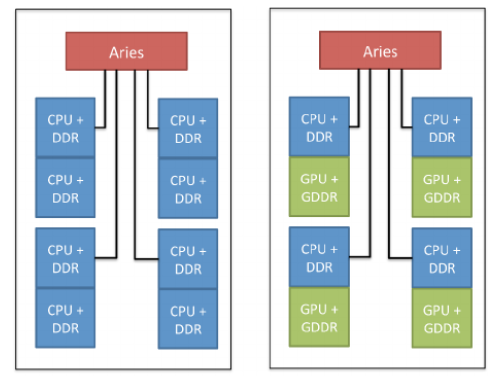 Aries
CPU +
DDR
CPU +
DDR
CPU +
DDR
CPU +
DDR
CPU +
DDR
CPU +
DDR
CPU +
DDR
CPU +
DDR
Aries
CPU +
DDR
GPU +
GDDR
CPU +
DDR
GPU +
GDDR
CPU +
DDR
GPU +
GDDR
CPU +
DDR
GPU +
GDDR